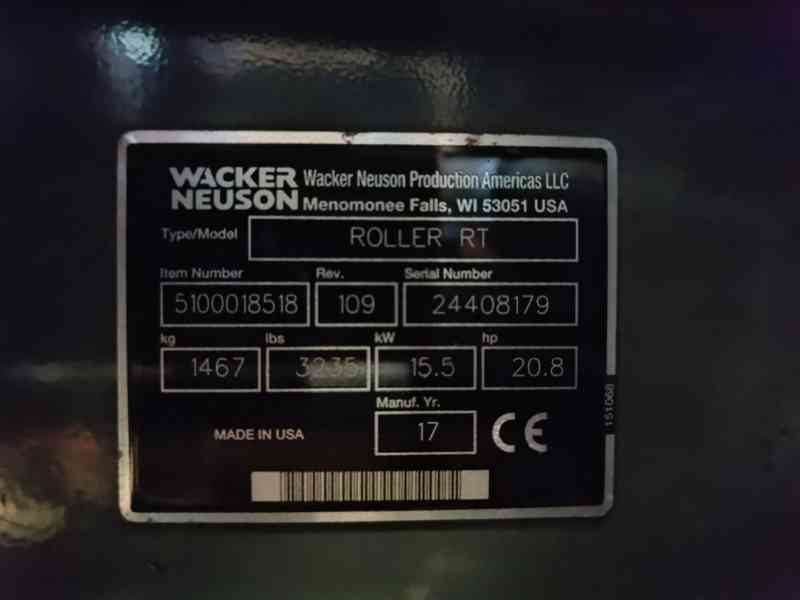 WACKER NEUSON Wacker Neuson Production Americas LLC
Menomonee Falls, WI 53051 USA
Type/Model ROLLER RT
Item Number Rev. Serial Number
5100018518 109 24408179
kg lbs kW hp
1467 3235 15.5 20.8
Manuf. Yr.
MADE IN USA 17 CE
151068